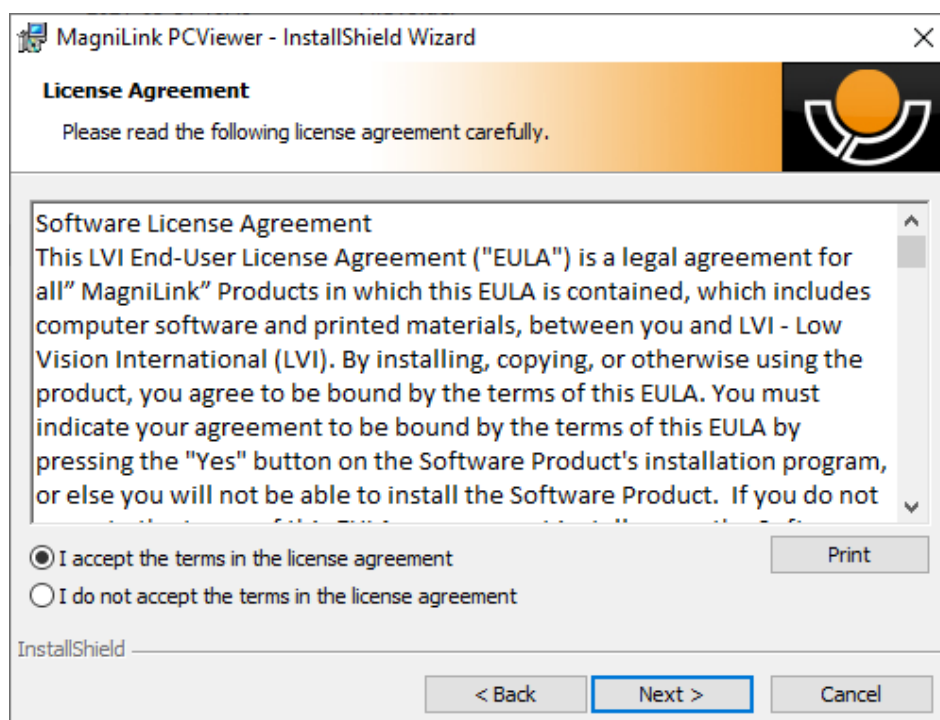 MagniLink PCViewer - InstallShield Wizard
License Agreement
Please read the following license agreement carefully.
Software License Agreement
This LVI End-User License Agreement ("EULA") is a legal agreement for
all” MagniLink” Products in which this EULA is contained, which includes
computer software and printed materials, between you and LVI - Low
Vision International (LVI). By installing, copying, or otherwise using the
product, you agree to be bound by the terms of this EULA. You must
indicate your agreement to be bound by the terms of this EULA by
pressing the "Yes" button on the Software Product's installation program,
or else you will not be able to install the Software Product.  If you do not
I accept the terms in the license agreement
Print
I do not accept the terms in the license agreement
InstallShield
< Back
Next >
Cancel